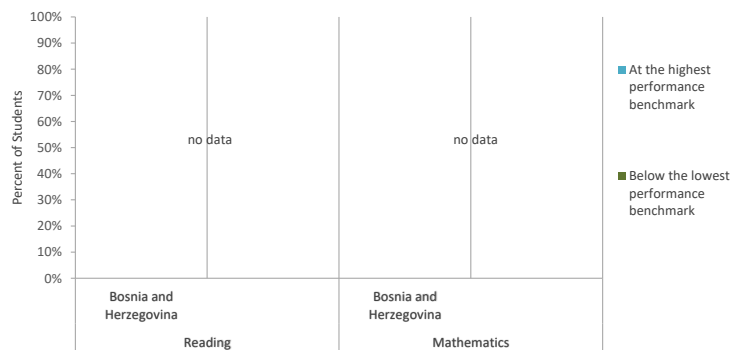 100%
90%
80%
70%
60%
50%
40%
30%
20%
10%
0%
Percent of Students
no data
no data
Bosnia and
Herzegovina
Bosnia and
Herzegovina
Reading
Mathematics
At the highest
performance
benchmark
Below the lowest
performance
benchmark